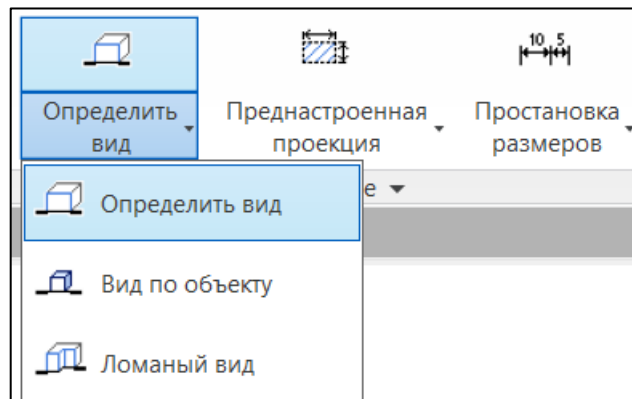 10 5
Определить вид
Преднастроенная проекция
Простановка размеров
е
Определить вид
Вид по объекту
Ломаный вид